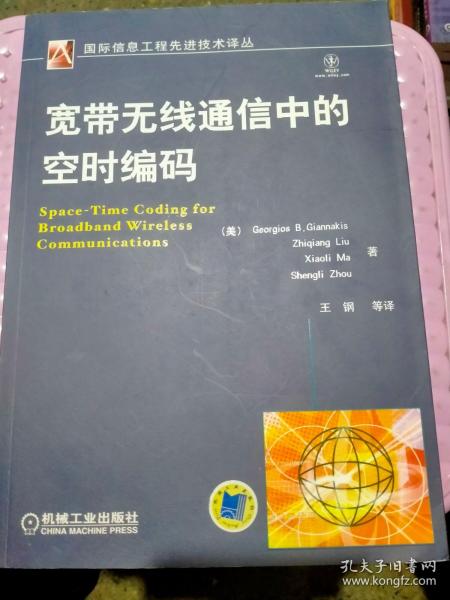 国际信息工程先进技术译丛
WILEY
www.wiley.com
宽带无线通信中的
空时编码
Space-Time Coding for
Broadband Wireless
Communications
(美) Georgios B. Giannakis
Zhiqiang Liu
Xiaoli Ma
Shengli Zhou
著
王 钢 等译
机械工业出版社
CHINA MACHINE PRESS
孔夫子旧书网
www.kongfz.com